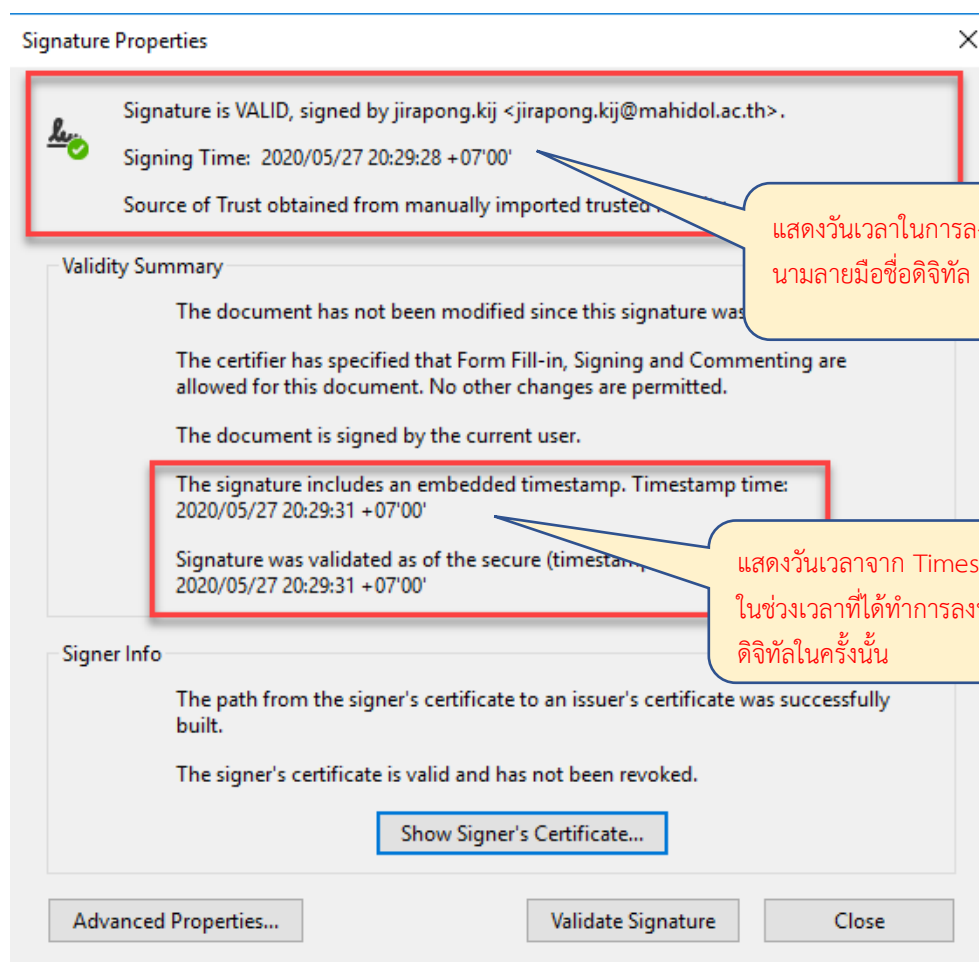 Signature Properties
Signature is VALID, signed by jirapong.kij <jirapong.kij@mahidol.ac.th>.
Signing Time: 2020/05/27 20:29:28 +07'00'
Source of Trust obtained from manually imported trusted
แสดงวันเวลาในการล
นามลายมือชื่อดิจิทัล
Validity Summary
The document has not been modified since this signature was
The certifier has specified that Form Fill-in, Signing and Commenting are
allowed for this document. No other changes are permitted.
The document is signed by the current user.
The signature includes an embedded timestamp. Timestamp time:
2020/05/27 20:29:31 +07'00'
Signature was validated as of the secure
2020/05/27 20:29:31 +07'00'
แสดงวันเวลาจาก Times
ในช่วงเวลาที่ได้ทำการลง
ดิจิทัลในครั้งนั้น
Signer Info
The path from the signer's certificate to an issuer's certificate was successfully
built.
The signer's certificate is valid and has not been revoked.
Show Signer's Certificate...
Advanced Properties...
Validate Signature
Close